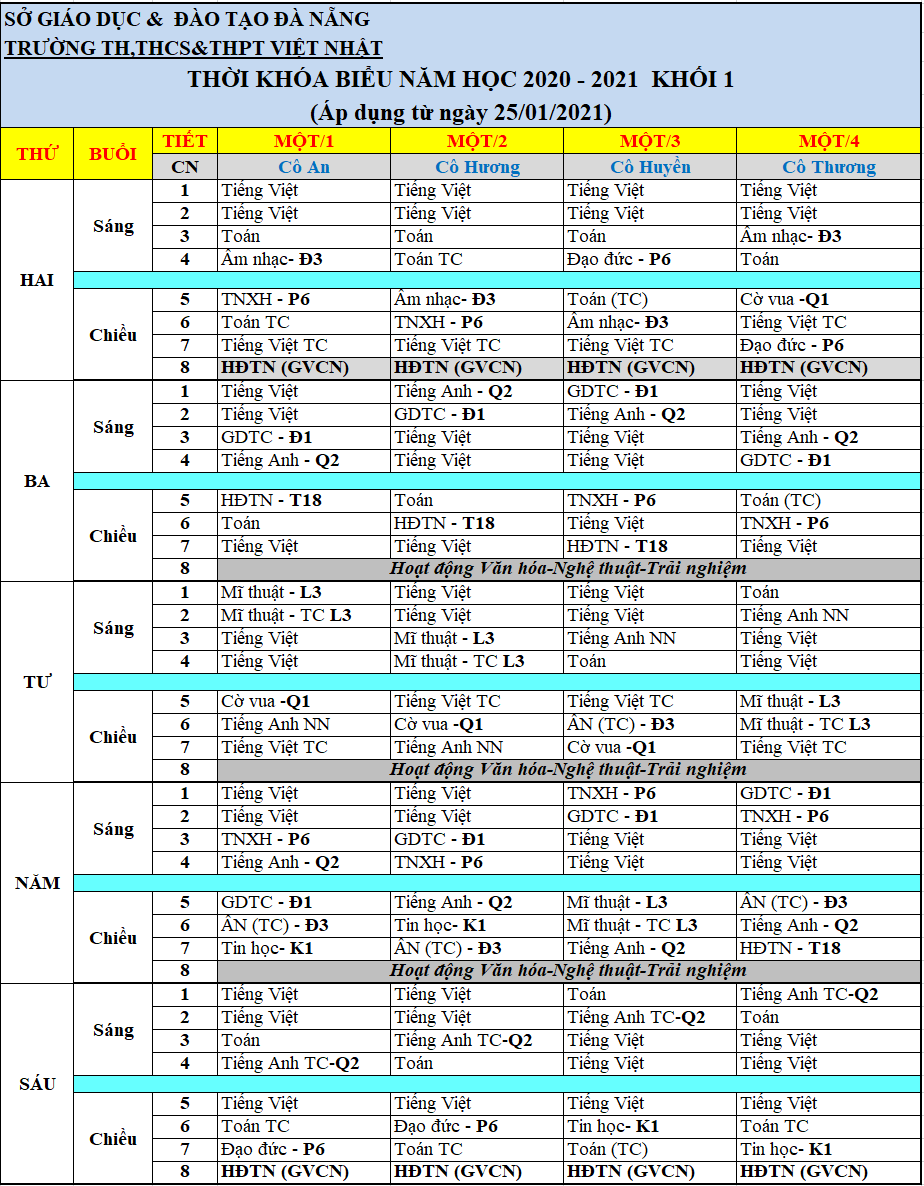 SỞ GIÁO DỤC & ĐÀO TẠO ĐÀ NẴNG
TRƯỜNG TH,THCS&THPT VIỆT NHẬT
THỜI KHÓA BIỂU NĂM HỌC 2020 - 2021 KHỐI 1
(Áp dụng từ ngày 25/01/2021)
THỨ BUỔI TIẾT MỘT/1 MỘT/2 MỘT/3 MỘT/4
CN Cô An Cô Hương Cô Huyền Cô Thương
HAI
Sáng
1 Tiếng Việt Tiếng Việt Tiếng Việt Tiếng Việt
2 Tiếng Việt Tiếng Việt Tiếng Việt Tiếng Việt
3 Toán Toán Toán Âm nhạc- Đ3
4 Âm nhạc- Đ3 Toán TC Đạo đức - P6 Toán
Chiều
5 TNXH - P6 Âm nhạc- Đ3 Toán (TC) Cờ vua -Q1
6 Toán TC TNXH - P6 Âm nhạc- Đ3 Tiếng Việt TC
7 Tiếng Việt TC Tiếng Việt TC Tiếng Việt TC Đạo đức - P6
8 HĐTN (GVCN) HĐTN (GVCN) HĐTN (GVCN) HĐTN (GVCN)
BA
Sáng
1 Tiếng Việt Tiếng Anh - Q2 GDTC - Đ1 Tiếng Việt
2 Tiếng Việt GDTC - Đ1 Tiếng Anh - Q2 Tiếng Việt
3 GDTC - Đ1 Tiếng Việt Tiếng Việt Tiếng Anh - Q2
4 Tiếng Anh - Q2 Tiếng Việt Tiếng Việt GDTC - Đ1
Chiều
5 HĐTN - T18 Toán TNXH - P6 Toán (TC)
6 Toán HĐTN - T18 Tiếng Việt TNXH - P6
7 Tiếng Việt Tiếng Việt HĐTN - T18 Tiếng Việt
8 Hoạt động Văn hóa-Nghệ thuật-Trải nghiệm
TƯ
Sáng
1 Mĩ thuật - L3 Tiếng Việt Tiếng Việt Toán
2 Mĩ thuật - TC L3 Tiếng Việt Tiếng Việt Tiếng Anh NN
3 Tiếng Việt Mĩ thuật - L3 Tiếng Anh NN Tiếng Việt
4 Tiếng Việt Mĩ thuật - TC L3 Toán Tiếng Việt
Chiều
5 Cờ vua -Q1 Tiếng Việt TC Tiếng Việt TC Mĩ thuật - L3
6 Tiếng Anh NN Cờ vua -Q1 ÂN (TC) - Đ3 Mĩ thuật - TC L3
7 Tiếng Việt TC Tiếng Anh NN Cờ vua -Q1 Tiếng Việt TC
8 Hoạt động Văn hóa-Nghệ thuật-Trải nghiệm
NĂM
Sáng
1 Tiếng Việt Tiếng Việt TNXH - P6 GDTC - Đ1
2 Tiếng Việt Tiếng Việt GDTC - Đ1 TNXH - P6
3 TNXH - P6 GDTC - Đ1 Tiếng Việt Tiếng Việt
4 Tiếng Anh - Q2 TNXH - P6 Tiếng Việt Tiếng Việt
Chiều
5 GDTC - Đ1 Tiếng Anh - Q2 Mĩ thuật - L3 ÂN (TC) - Đ3
6 ÂN (TC) - Đ3 Tin học- K1 Mĩ thuật - TC L3 Tiếng Anh - Q2
7 Tin học- K1 ÂN (TC) - Đ3 Tiếng Anh - Q2 HĐTN - T18
8 Hoạt động Văn hóa-Nghệ thuật-Trải nghiệm
SÁU
Sáng
1 Tiếng Việt Tiếng Việt Toán Tiếng Anh TC-Q2
2 Tiếng Việt Tiếng Việt Tiếng Anh TC-Q2 Toán
3 Toán Tiếng Anh TC-Q2 Tiếng Việt Tiếng Việt
4 Tiếng Anh TC-Q2 Toán Tiếng Việt Tiếng Việt
Chiều
5 Tiếng Việt Tiếng Việt Tiếng Việt Tiếng Việt
6 Toán TC Đạo đức - P6 Tin học- K1 Toán TC
7 Đạo đức - P6 Toán TC Toán (TC) Tin học- K1
8 HĐTN (GVCN) HĐTN (GVCN) HĐTN (GVCN) HĐTN (GVCN)